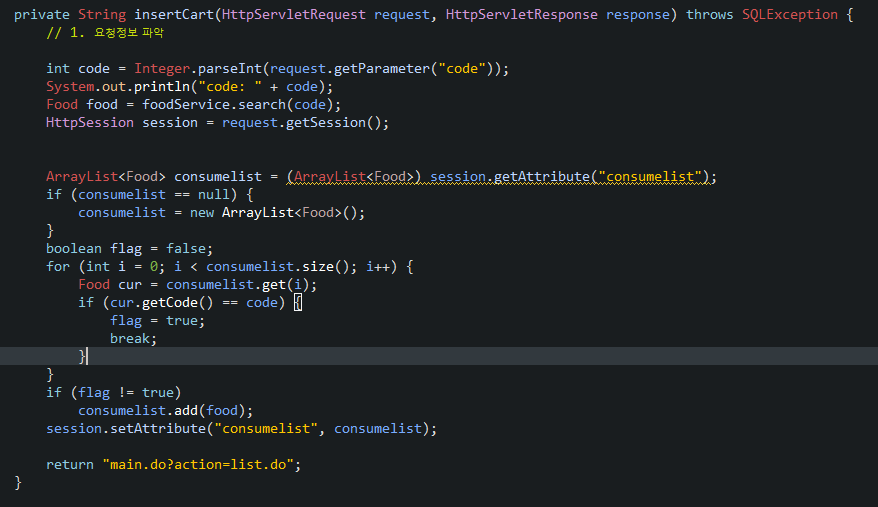 private String insertCart(HttpServletRequest request, HttpServletResponse response) throws SQLException {
// 1. 요청정보 파악
int code = Integer.parseInt(request.getParameter("code"));
System.out.println("code: " + code);
Food food = foodService.search(code);
HttpSession session = request.getSession();
ArrayList<Food> consumelist = (ArrayList<Food>) session.getAttribute("consumelist");
if (consumelist == null) {
consumelist = new ArrayList<Food>();
}
boolean flag = false;
for (int i = 0; i < consumelist.size(); i++) {
Food cur = consumelist.get(i);
if (cur.getCode() == code) {
flag = true;
break;
}
}
if (flag != true)
consumelist.add(food);
session.setAttribute("consumelist", consumelist);
return "main.do?action=list.do";
}